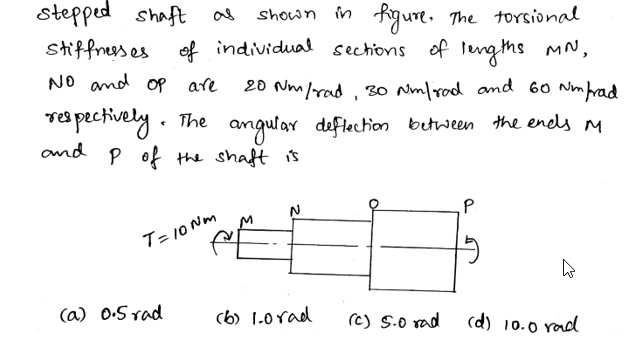 stepped shaft as shown in figure. The torsional
stiffnesses of individual sections of lengths MN,
NO and OP are 20 Nm/rad, 30 Nm/rad and 60 Nm/rad
respectively. The angular deflection between the ends M
and P of the shaft is
T=10 Nm M N O P
(a) 0.5 rad (b) 1.0 rad (c) 5.0 rad (d) 10.0 rad